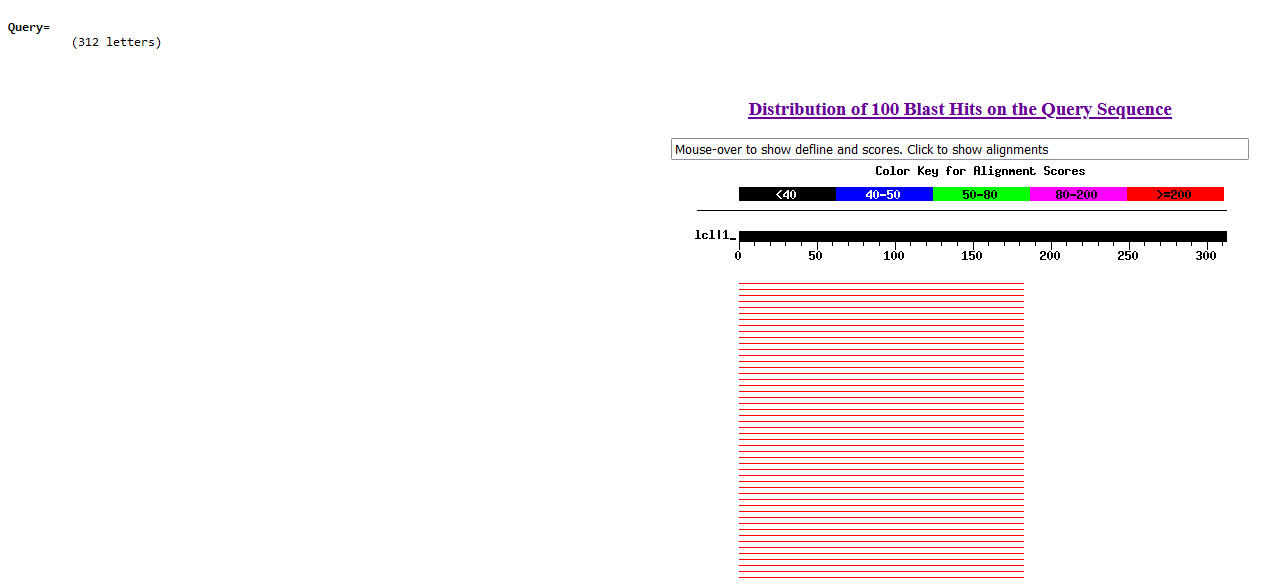 Query=
(312 letters)
Distribution of 100 Blast Hits on the Query Sequence
Mouse-over to show defline and scores. Click to show alignments
Color Key for Alignment Scores
<40 40-50 50-80 80-200 >=200
lcl|1_
0 50 100 150 200 250 300